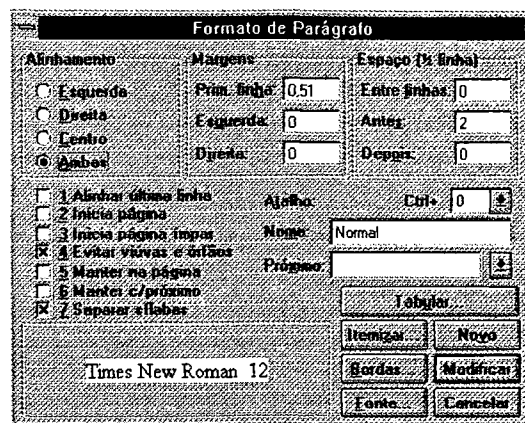 Formato de Parágrafo
Alinhamento
Esquerda
Direita
Centro
Ambos
Margens
Prim. linha: 0.51
Esquerda: 0
Direita: 0
Espaço (% linha)
Entre linhas: 0
Antes: 2
Depois: 0
1 Alinhar última linha
2 Inicia página
3 Inicia página ímpar
4 Evitar viúvas e órfãos
5 Manter na página
6 Manter c/próximo
7 Separar sílabas
Atalho: Ctrl+ 0
Nome: Normal
Próximo:
Tabular...
Itemizar... Novo
Bordas... Modificar
Fonte... Cancelar
Times New Roman 12